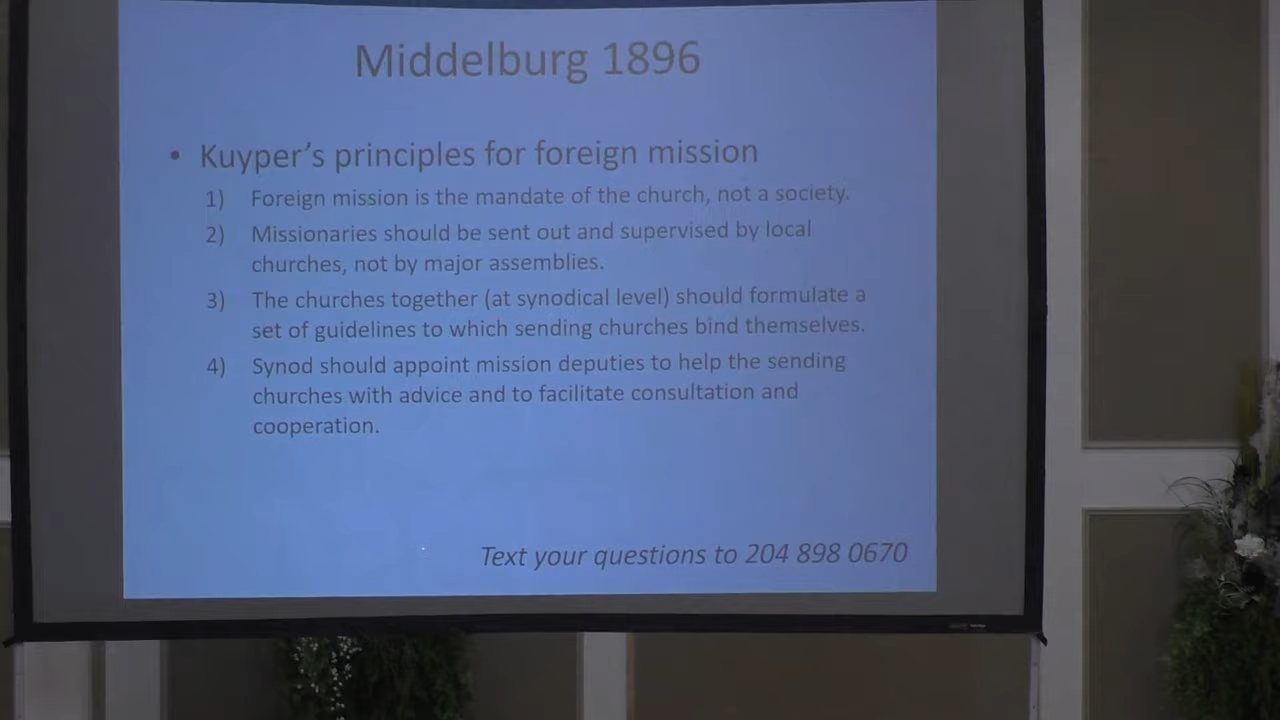 Middelburg 1896
• Kuyper's principles for foreign mission
1) Foreign mission is the mandate of the church, not a society.
2) Missionaries should be sent out and supervised by local
churches, not by major assemblies.
3) The churches together (at synodical level) should formulate a
set of guidelines to which sending churches bind themselves.
4) Synod should appoint mission deputies to help the sending
churches with advice and to facilitate consultation and
cooperation.
Text your questions to 204 898 0670